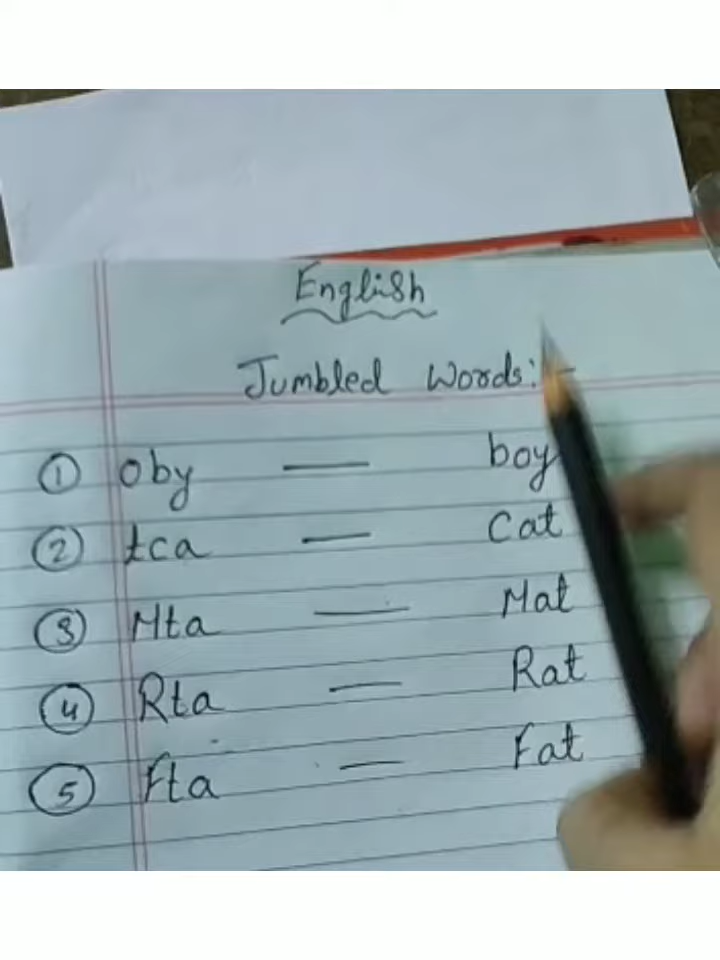 English
Jumbled Words:-
① oby — boy
② tca — Cat
③ Mta — Mat
④ Rta — Rat
⑤ Fta — Fat